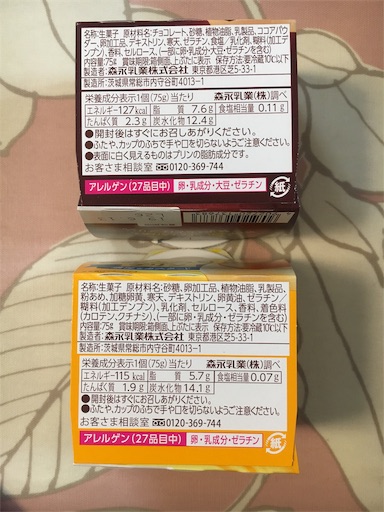 名称:生菓子 原材料名:チョコレート、砂糖、植物油脂、乳製品、ココアパウ
ダー、卵加工品、デキストリン、寒天、ゼラチン、食塩/乳化剤、糊料(加工
デンプン)、香料、セルロース、(一部に卵・乳成分・大豆・ゼラチンを含む)
内容量:75g 賞味期限:箱側面、上ぶたに表示 保存方法:要冷蔵10℃以下
製造者:森永乳業株式会社 東京都港区芝5-33-1
製造所:茨城県常総市内守谷町4013-1
栄養成分表示1個(75g)当たり 森永乳業(株)調べ
エネルギー127kcal 脂質 7.6g 食塩相当量0.11g
たんぱく質 2.3g 炭水化物12.4g
●開封後はすぐにお召しあがりください。
●ふたや、カップのふちで手や口を切らないようご注意ください。
●表面に白く見えるものはプリンの脂肪成分です。
お客さま相談室 0120-369-744
アレルゲン(27品目中) 卵・乳成分・大豆・ゼラチン
紙
名称:生菓子 原材料名:砂糖、卵加工品、植物油脂、乳製品、
粉あめ、加糖卵黄、寒天、デキストリン、卵黄油、ゼラチン/
糊料(加工デンプン)、乳化剤、セルロース、香料、着色料
(カロテン、クチナシ)、(一部に卵・乳成分・ゼラチンを含む)
内容量:75g 賞味期限:箱側面、上ぶたに表示 保存方法:要冷蔵10℃以下
製造者:森永乳業株式会社 東京都港区芝5-33-1
製造所:茨城県常総市内守谷町4013-1
栄養成分表示1個(75g)当たり 森永乳業(株)調べ
エネルギー115kcal 脂質 5.7g 食塩相当量0.07g
たんぱく質 1.9g 炭水化物14.1g
●開封後はすぐにお召しあがりください。
●ふたや、カップのふちで手や口を切らないようご注意ください。
お客さま相談室 0120-369-744
アレルゲン(27品目中) 卵・乳成分・ゼラチン
紙